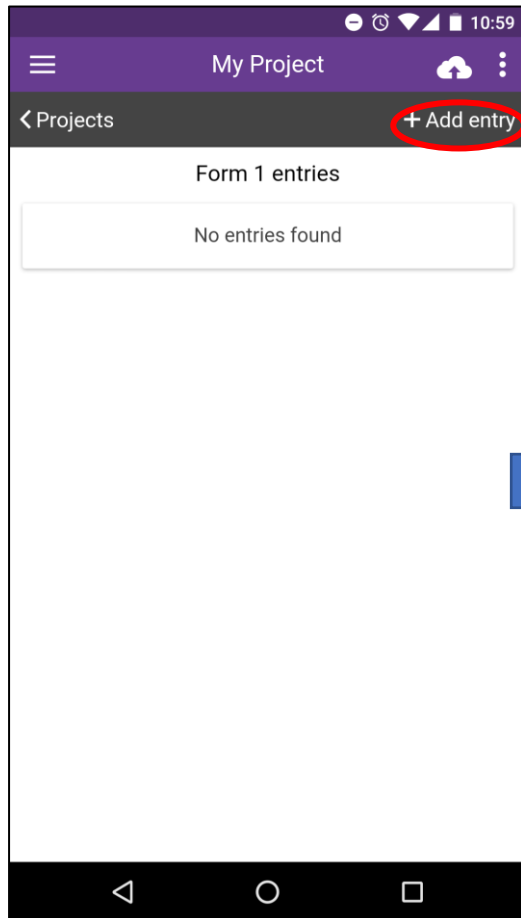 10:59
My Project
Projects + Add entry
Form 1 entries
No entries found